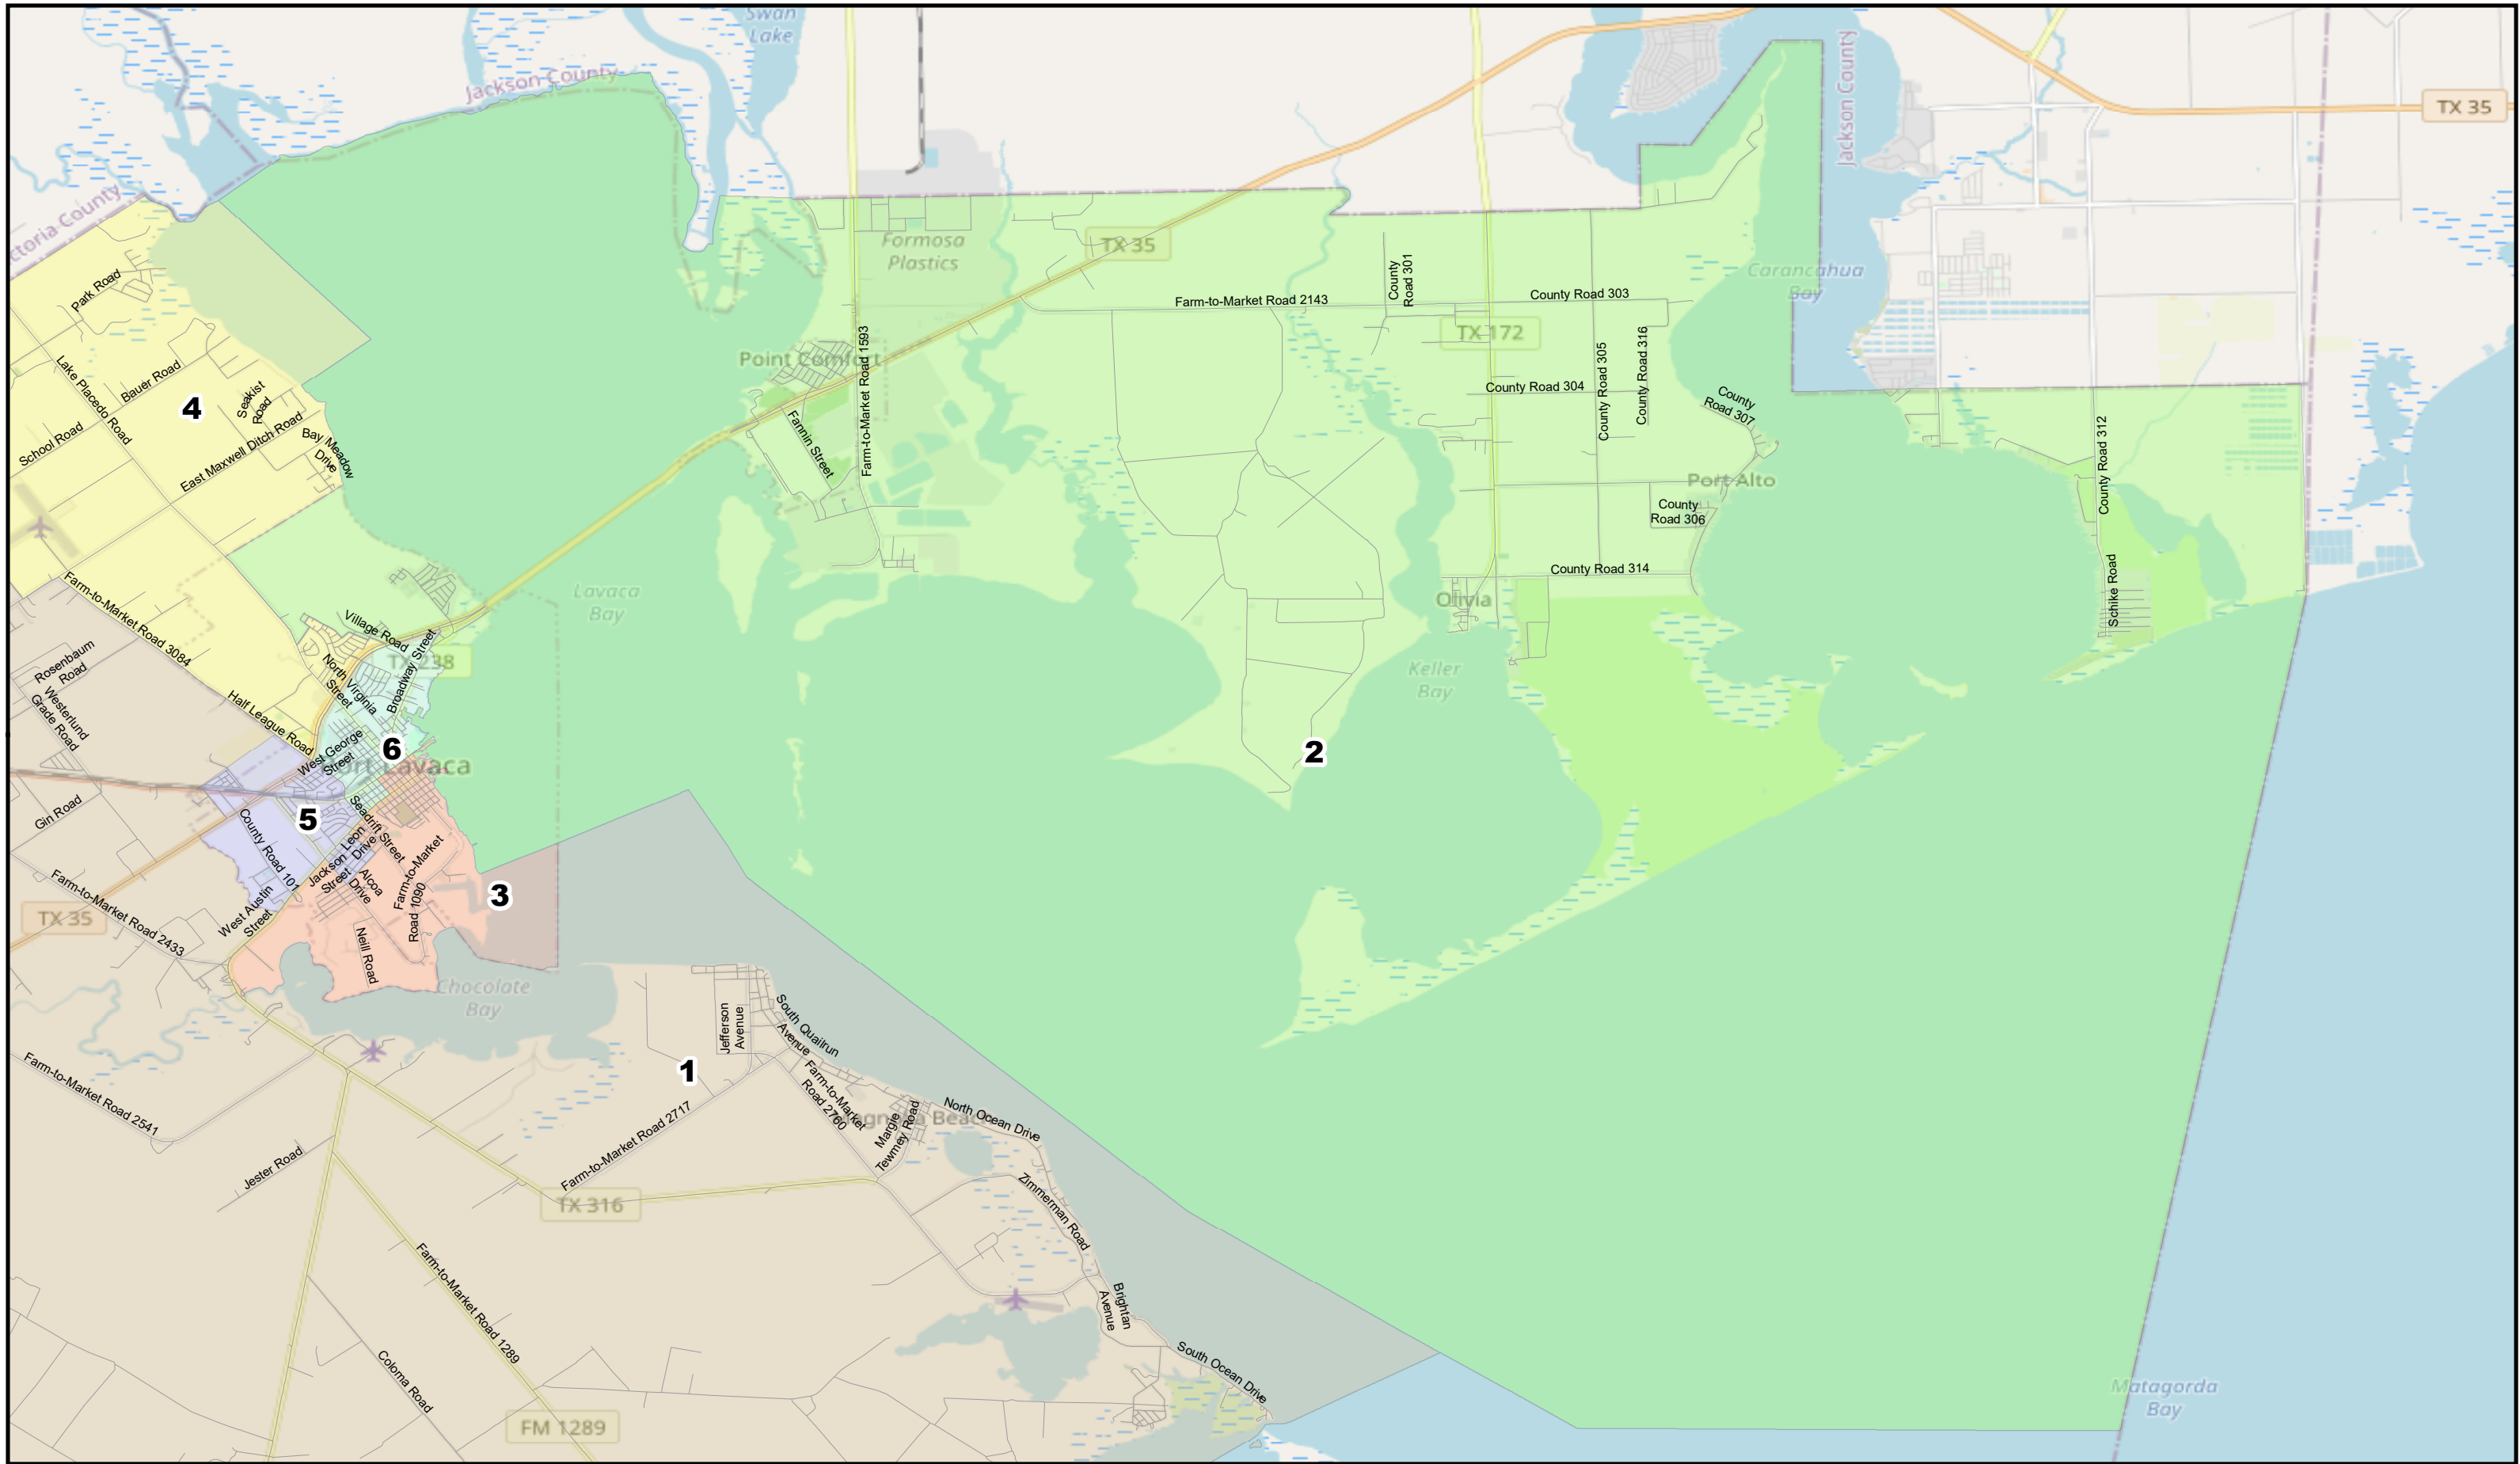 Swan
Lake
Jackson County
Jackson County
TX 35
ctoria County
Formosa
Plastics
TX 35
Carancahua
Bay
Park Road
County
Road 301
Farm-to-Market Road 2143
County Road 303
TX 172
Point Comfort
Farm-to-Market Road 1593
County Road 305
County Road 316
County Road 304
County
Road 307
Lake Placedo Road
Bauer Road
Seakist
Road
4
School Road
East Maxwell Ditch Road
Bay Meadow
Drive
Fannin Street
County Road 312
Port Alto
County
Road 306
County Road 314
Olivia
Schike Road
Farm-to-Market Road 3084
Lavaca
Bay
Village Road
TX 238
Broadway Street
North Virginia
Street
Rosenbaum
Road
Westerlund
Grade Road
Half League Road
Keller
Bay
West George
Street
6
2
ort Lavaca
5
Gin Road
County Road 101
Seadrift Street
Jackson
Street
Leon
Drive
Alcoa
Drive
Farm-to-Market
Road 1090
3
West Austin
Street
Farm-to-Market Road 2433
TX 35
Neill Road
Chocolate
Bay
Jefferson
Avenue
South Quailrun
Avenue
1
Farm-to-Market
Road 2760
Farm-to-Market Road 2541
Farm-to-Market Road 2717
agnolia Beach
Margie
Tewmey Road
North Ocean Drive
Jester Road
TX 316
Zimmerman Road
Brightan
Avenue
Farm-to-Market Road 1289
South Ocean Drive
Coloma Road
FM 1289
Matagorda
Bay